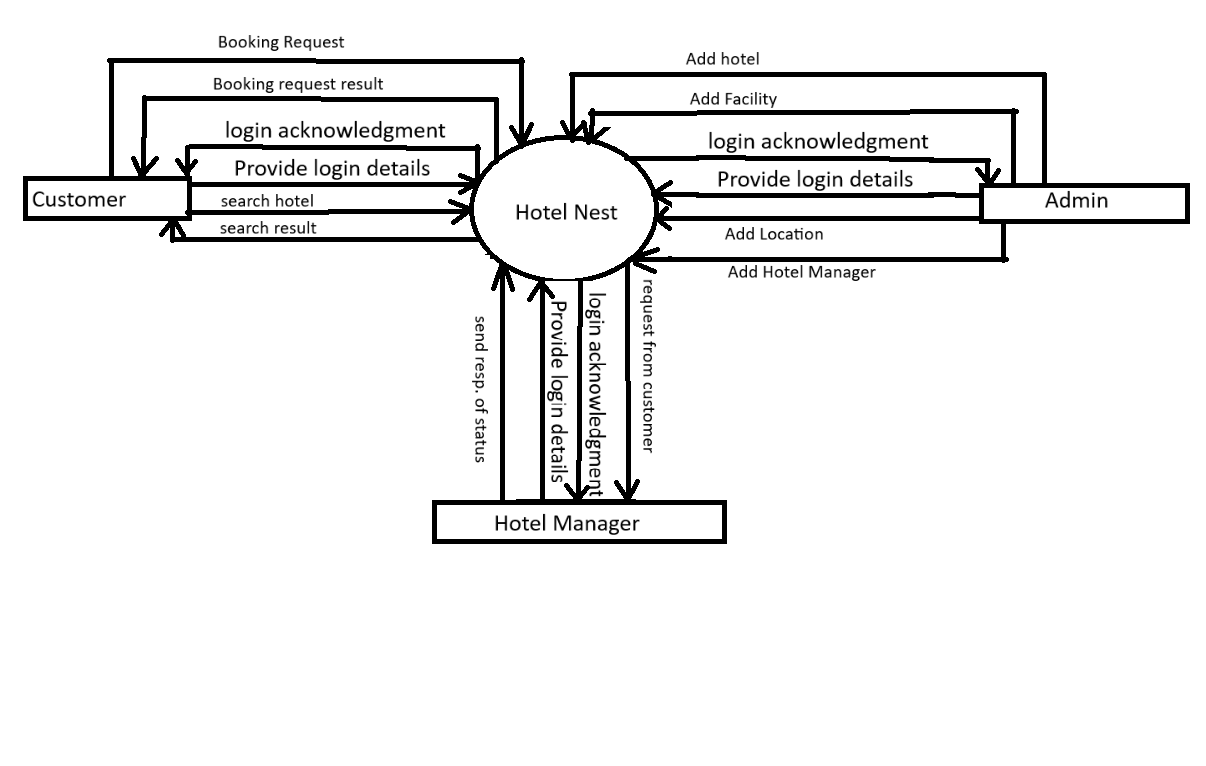 Booking Request
Add hotel
Booking request result
Add Facility
login acknowledgment
login acknowledgment
Provide login details
Provide login details
Customer
search hotel
Hotel Nest
Admin
search result
Add Location
Add Hotel Manager
send resp. of status
Provide login details
login acknowledgment
request from customer
Hotel Manager